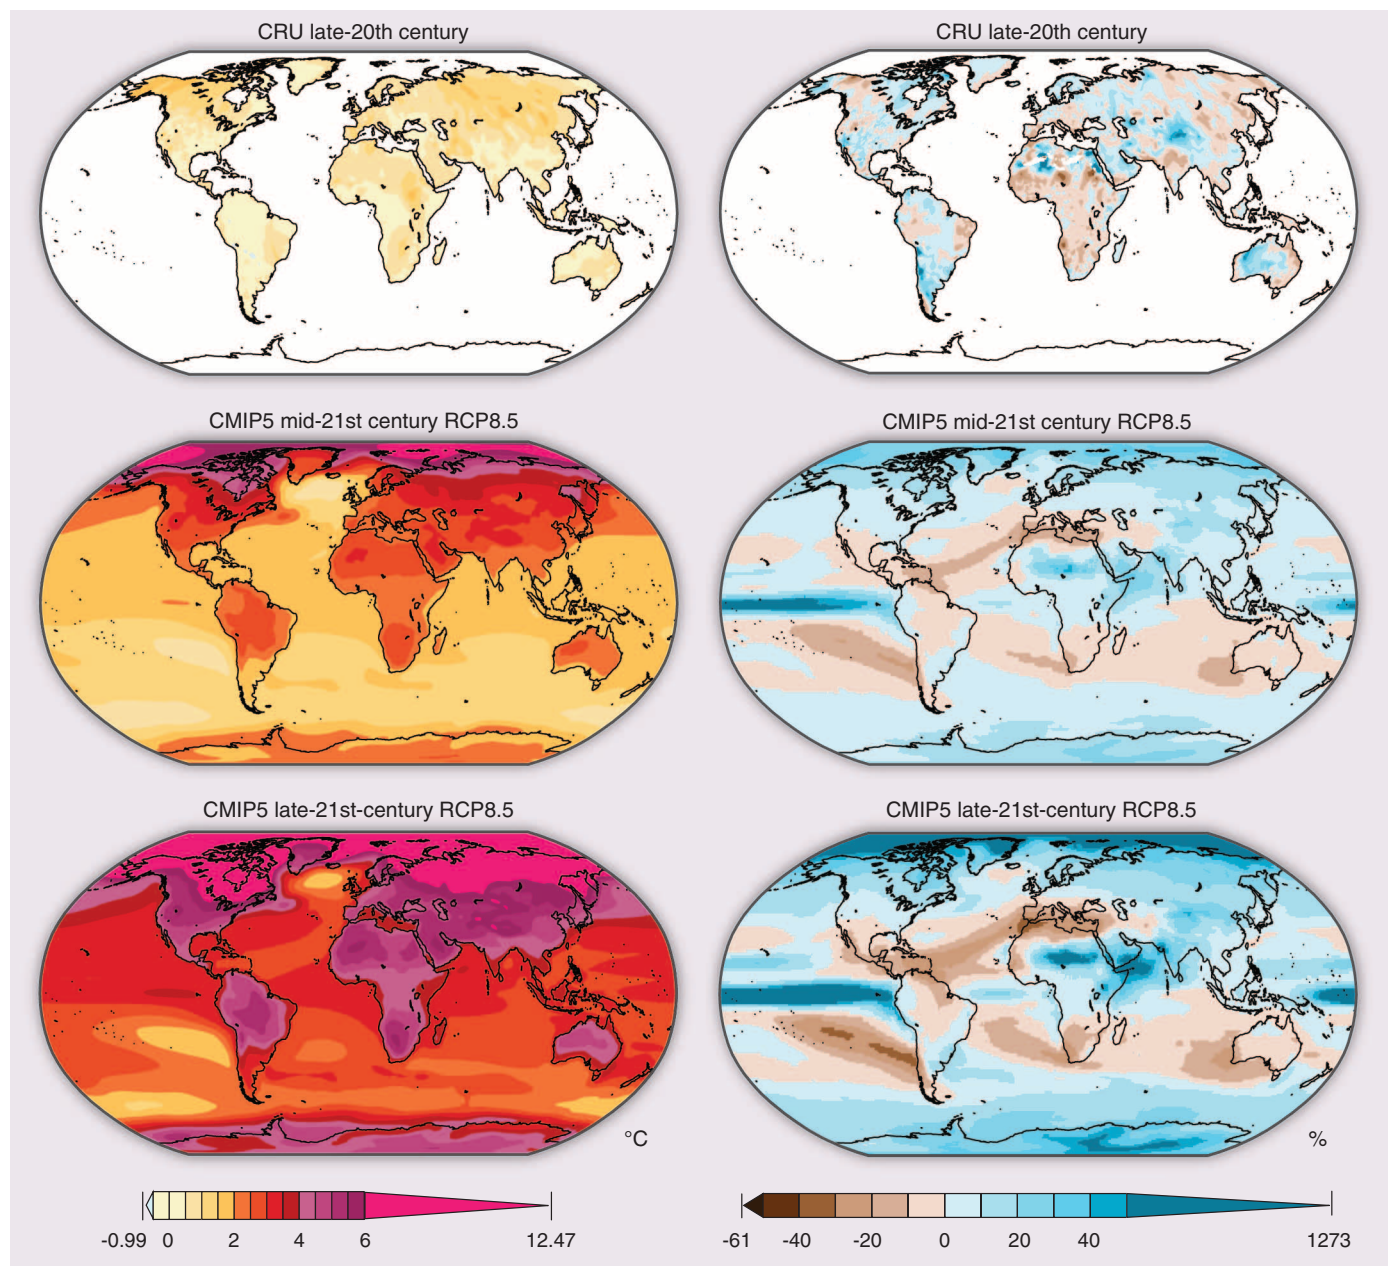 CRU late-20th century
CRU late-20th century
CMIP5 mid-21st century RCP8.5
CMIP5 mid-21st century RCP8.5
CMIP5 late-21st-century RCP8.5
CMIP5 late-21st-century RCP8.5
°C
%
-0.99 0 2 4 6 12.47
-61 -40 -20 0 20 40 1273